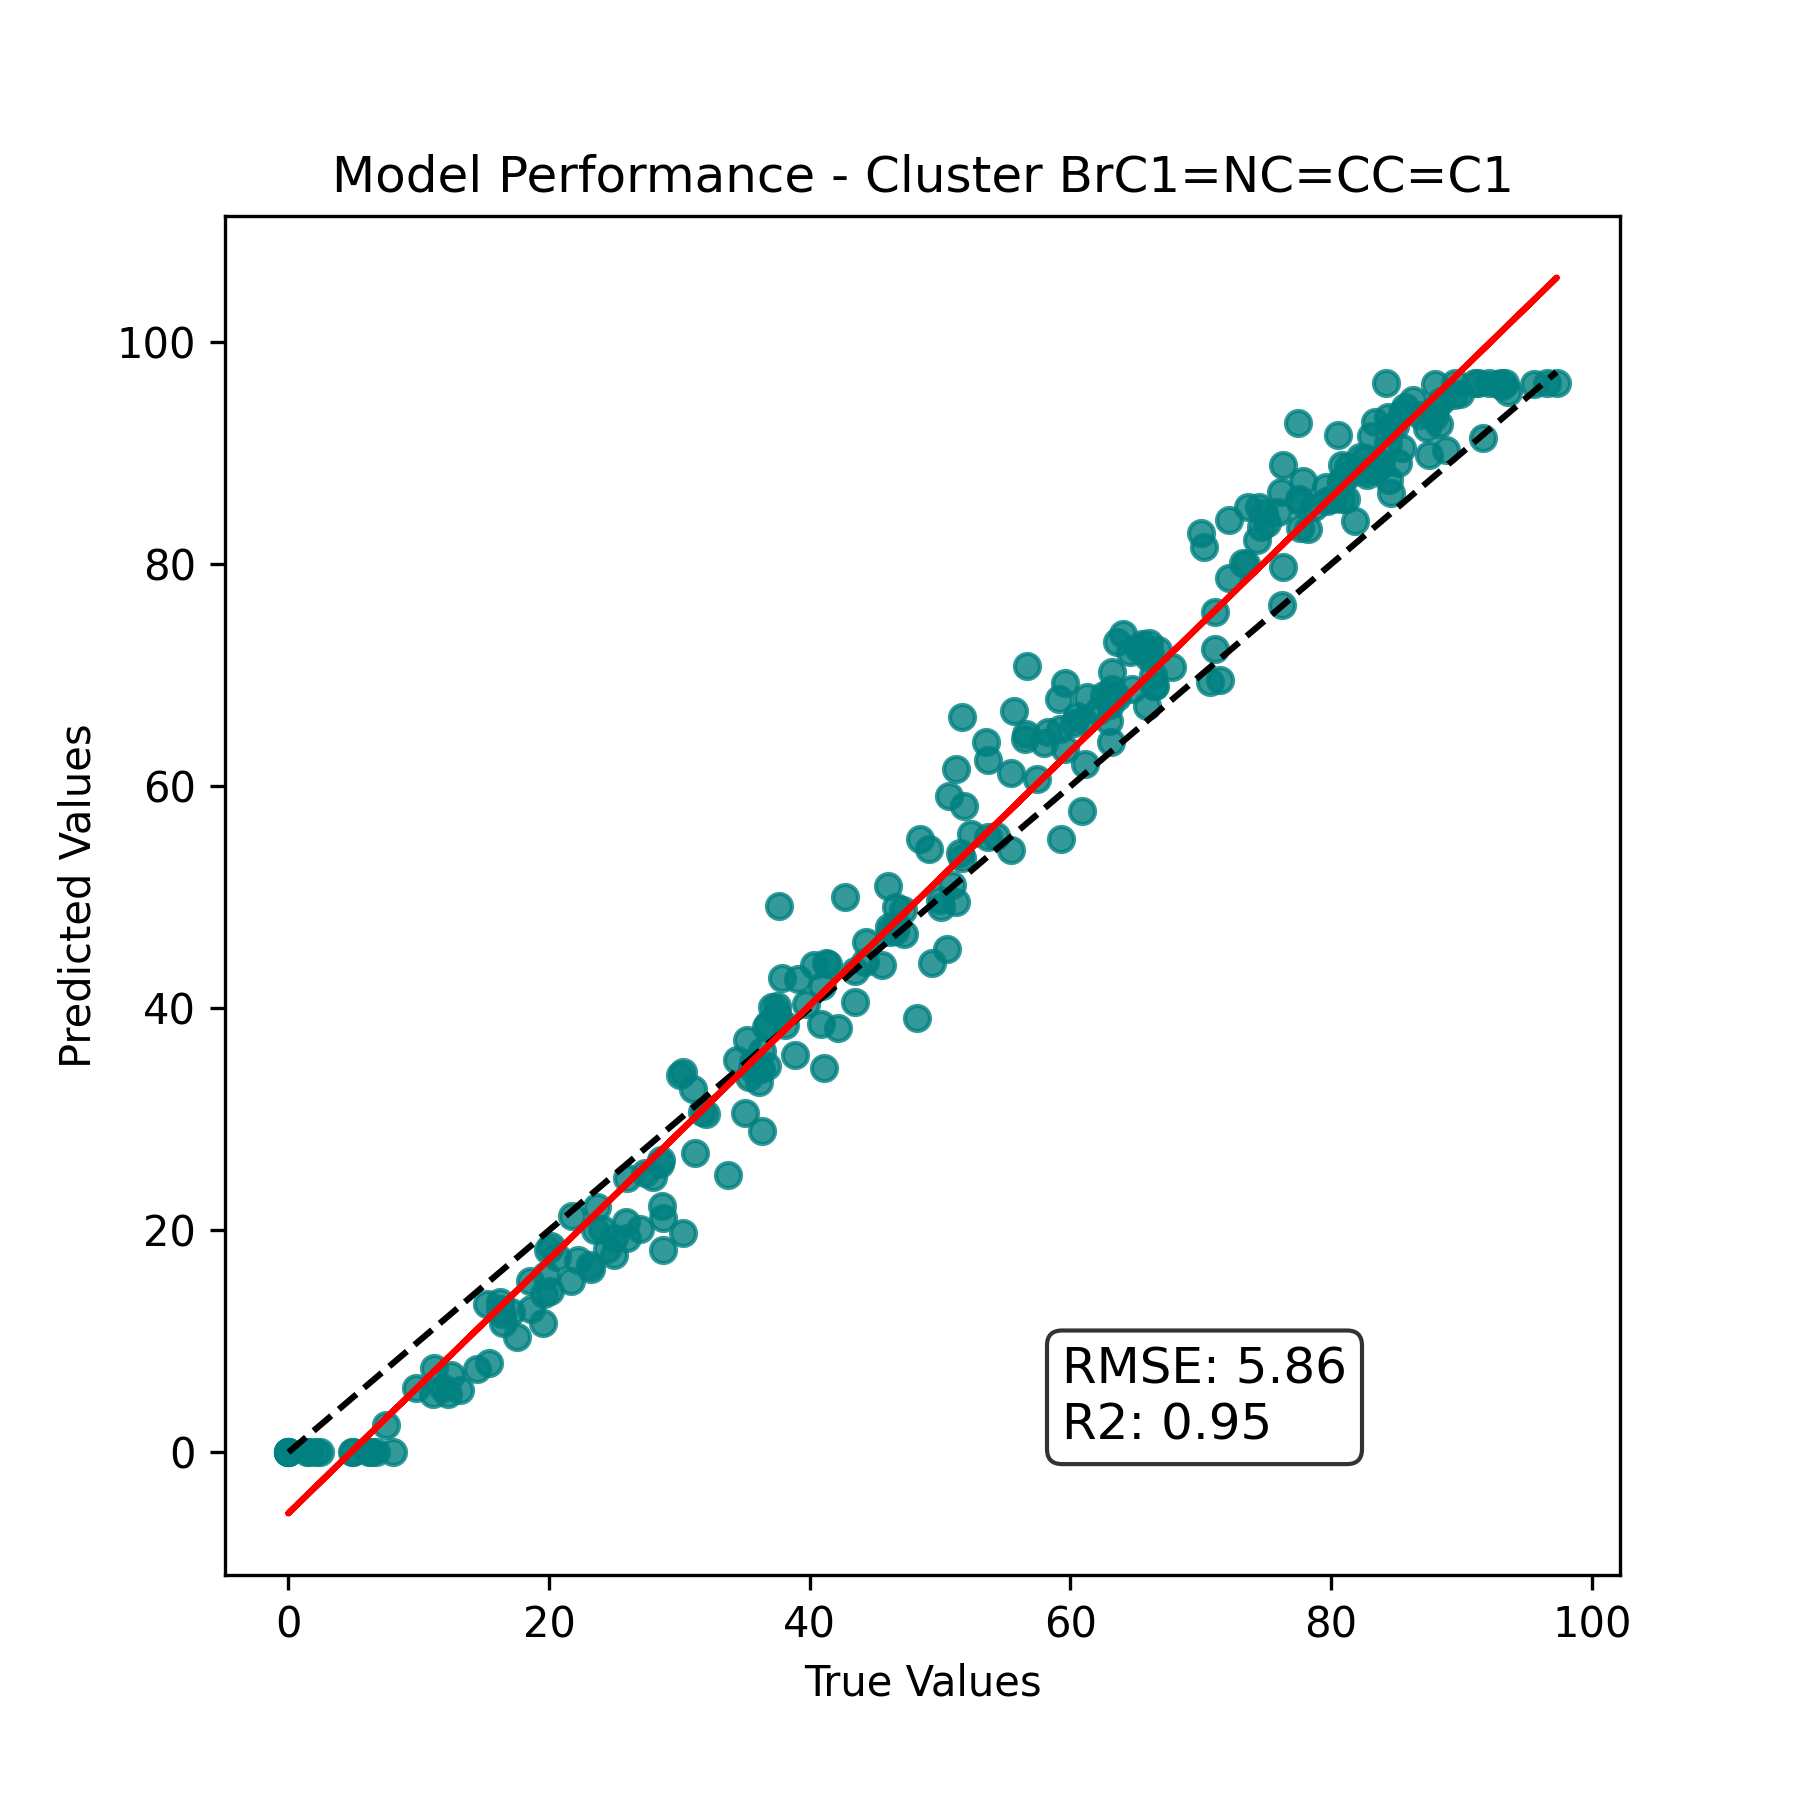 Model Performance - Cluster BrC1=NC=CC=C1
Predicted Values
100
80
60
40
20
0
RMSE: 5.86
R2: 0.95
0 20 40 60 80 100
True Values